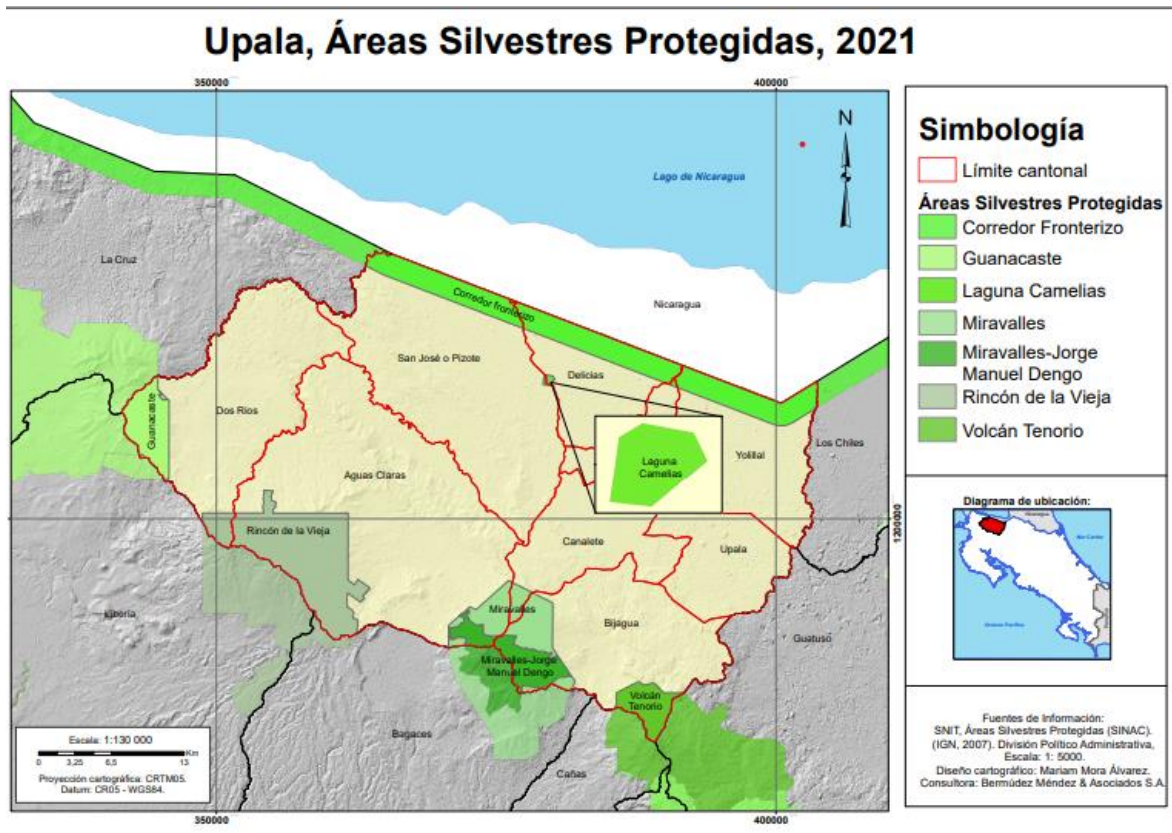 Upala, Áreas Silvestres Protegidas, 2021
350000
400000
N
Lago de Nicaragua
La Cruz
Nicaragua
Corredor fronterizo
San José o Pizote
Delicias
Dos Rios
Guanacaste
Los Chiles
Laguna
Camelias
Yolillal
Aguas Claras
1200000
Rincón de la Vieja
Canalete
Upala
Miravalles
Bijagua
Liberia
Guatuso
Miravalles-Jorge
Manuel Dengo
Volcán
Tenorio
Bagaces
Cañas
Escala: 1:130 000
Km
0 3,25 6,5 13
Proyección cartográfica: CRTM05.
Datum: CR05 - WGS84.
350000
400000
Simbología
Límite cantonal
Áreas Silvestres Protegidas
Corredor Fronterizo
Guanacaste
Laguna Camelias
Miravalles
Miravalles-Jorge
Manuel Dengo
Rincón de la Vieja
Volcán Tenorio
Diagrama de ubicación:
Nicaragua
Mar Caribe
Océano Pacífico
Fuentes de Información:
SNIT, Áreas Silvestres Protegidas (SINAC).
(IGN, 2007). División Político Administrativa,
Escala: 1: 5000.
Diseño cartográfico: Mariam Mora Álvarez.
Consultora: Bermúdez Méndez & Asociados S.A.